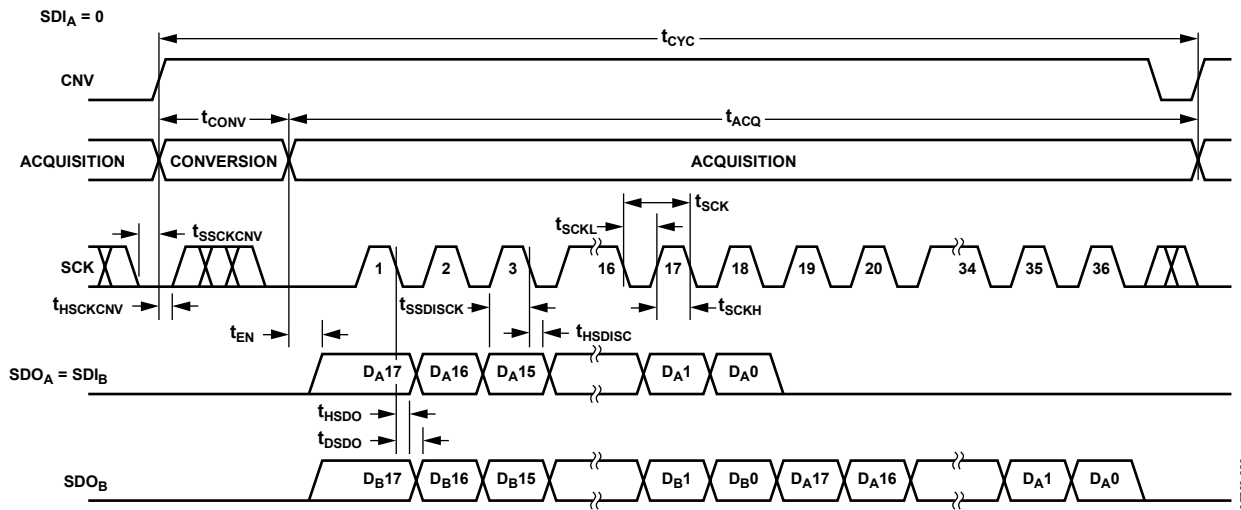 SDIA = 0
tCYC
CNV
tCONV
tACQ
ACQUISITION CONVERSION ACQUISITION
tSCK
tSSCKCNV
tSCKL
SCK 1 2 3 16 17 18 19 20 34 35 36
tHSCKCNV
tSSDISCK
tSCKH
tEN
tHSDISC
SDOA = SDIB DA17 DA16 DA15 DA1 DA0
tHSDO
tDSDO
SDOB DB17 DB16 DB15 DB1 DB0 DA17 DA16 DA1 DA0